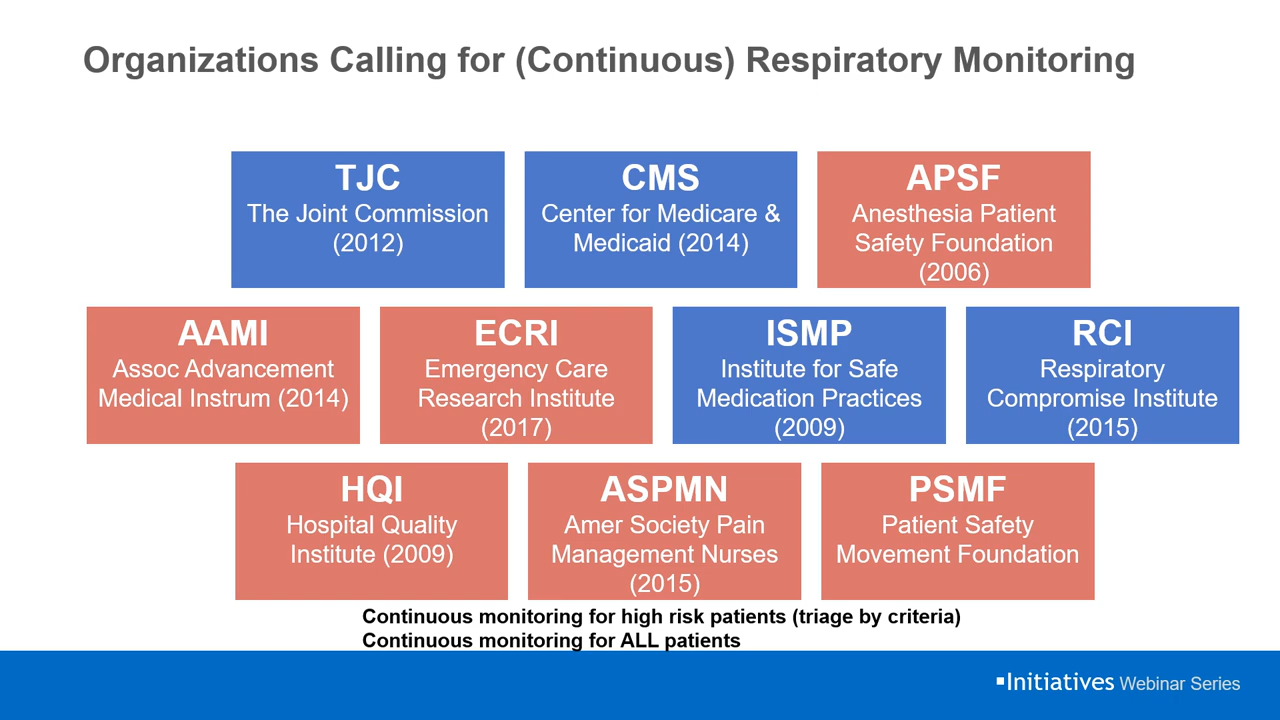 Organizations Calling for (Continuous) Respiratory Monitoring
TJC
The Joint Commission
(2012)
CMS
Center for Medicare &
Medicaid (2014)
APSF
Anesthesia Patient
Safety Foundation
(2006)
AAMI
Assoc Advancement
Medical Instrum (2014)
ECRI
Emergency Care
Research Institute
(2017)
ISMP
Institute for Safe
Medication Practices
(2009)
RCI
Respiratory
Compromise Institute
(2015)
HQI
Hospital Quality
Institute (2009)
ASPMN
Amer Society Pain
Management Nurses
(2015)
PSMF
Patient Safety
Movement Foundation
Continuous monitoring for high risk patients (triage by criteria)
Continuous monitoring for ALL patients
Initiatives Webinar Series